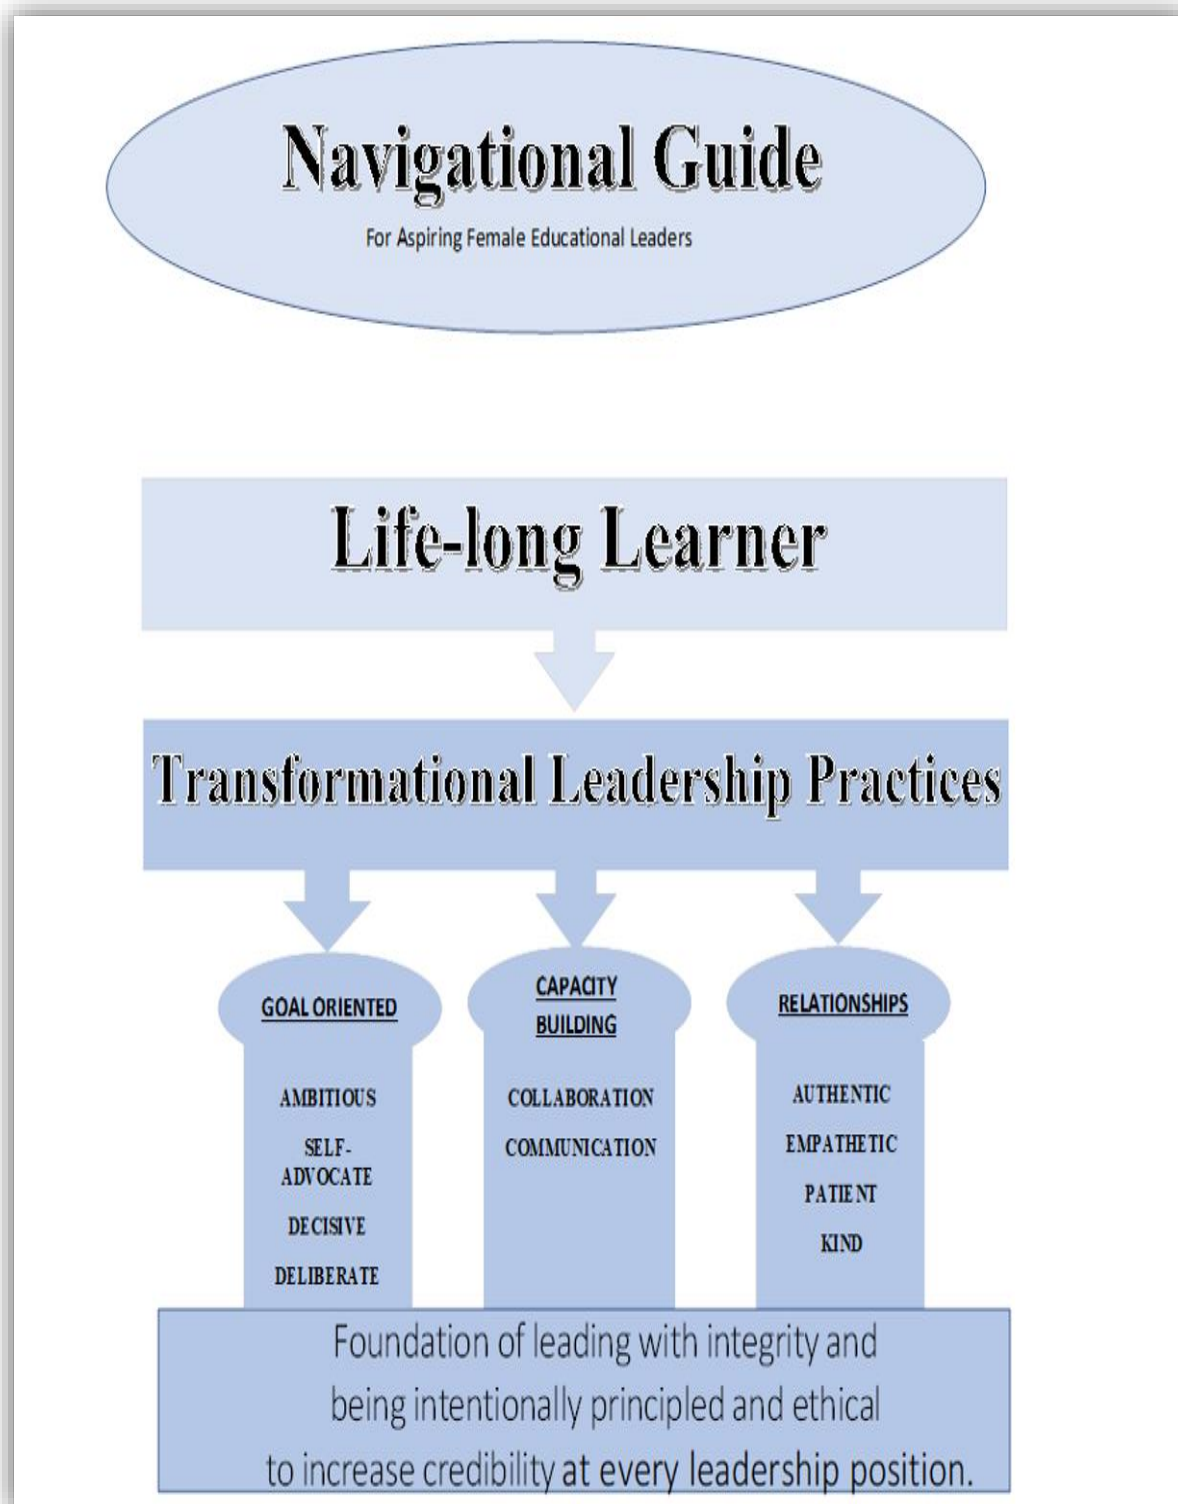 Navigational Guide
For Aspiring Female Educational Leaders
Life-long Learner
Transformational Leadership Practices
GOAL ORIENTED
AMBITIOUS
SELF-
ADVOCATE
DECISIVE
DELIBERATE
CAPACITY
BUILDING
COLLABORATION
COMMUNICATION
RELATIONSHIPS
AUTHENTIC
EMPATHETIC
PATIENT
KIND
Foundation of leading with integrity and
being intentionally principled and ethical
to increase credibility at every leadership position.